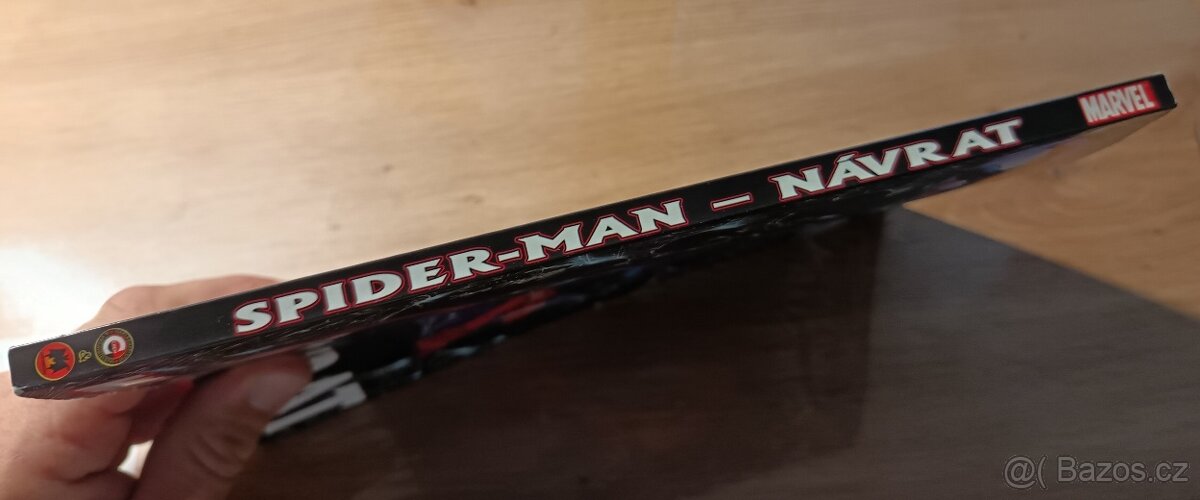 SPIDER-MAN – NÁVRAT
MARVEL
&
@( Bazos.cz